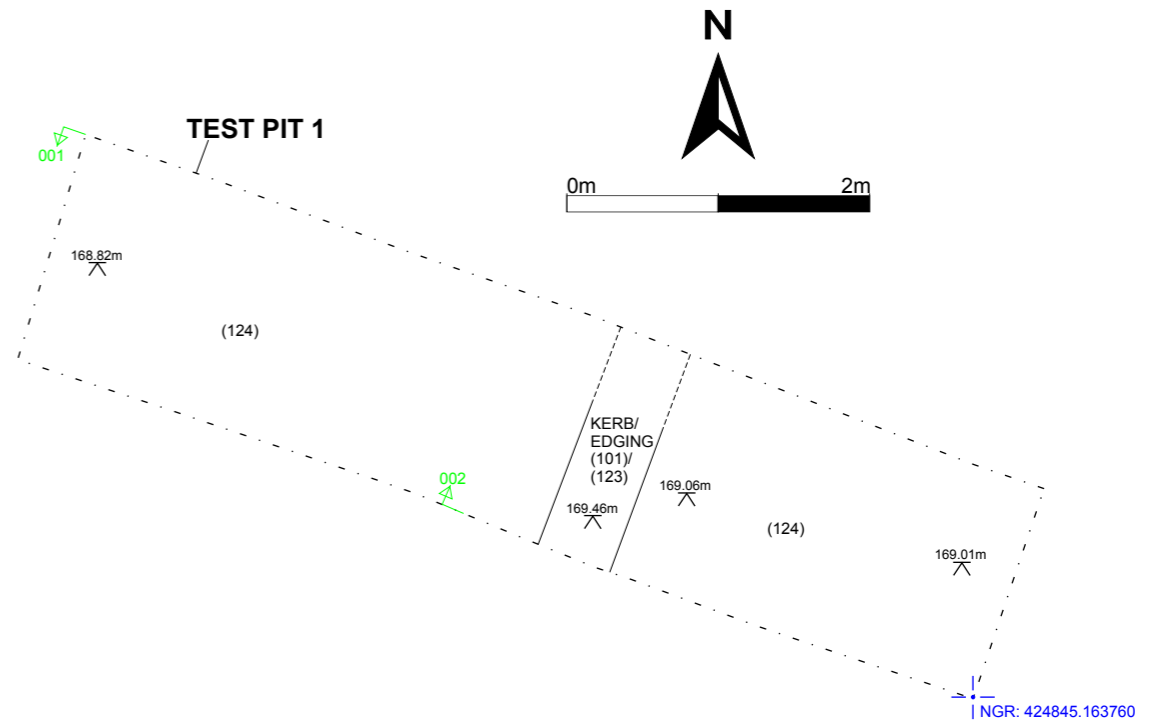 N
TEST PIT 1
001
0m 2m
168.82m
(124)
KERB/
EDGING
(101)/
(123)
002
169.06m
169.46m
(124)
169.01m
NGR: 424845.163760